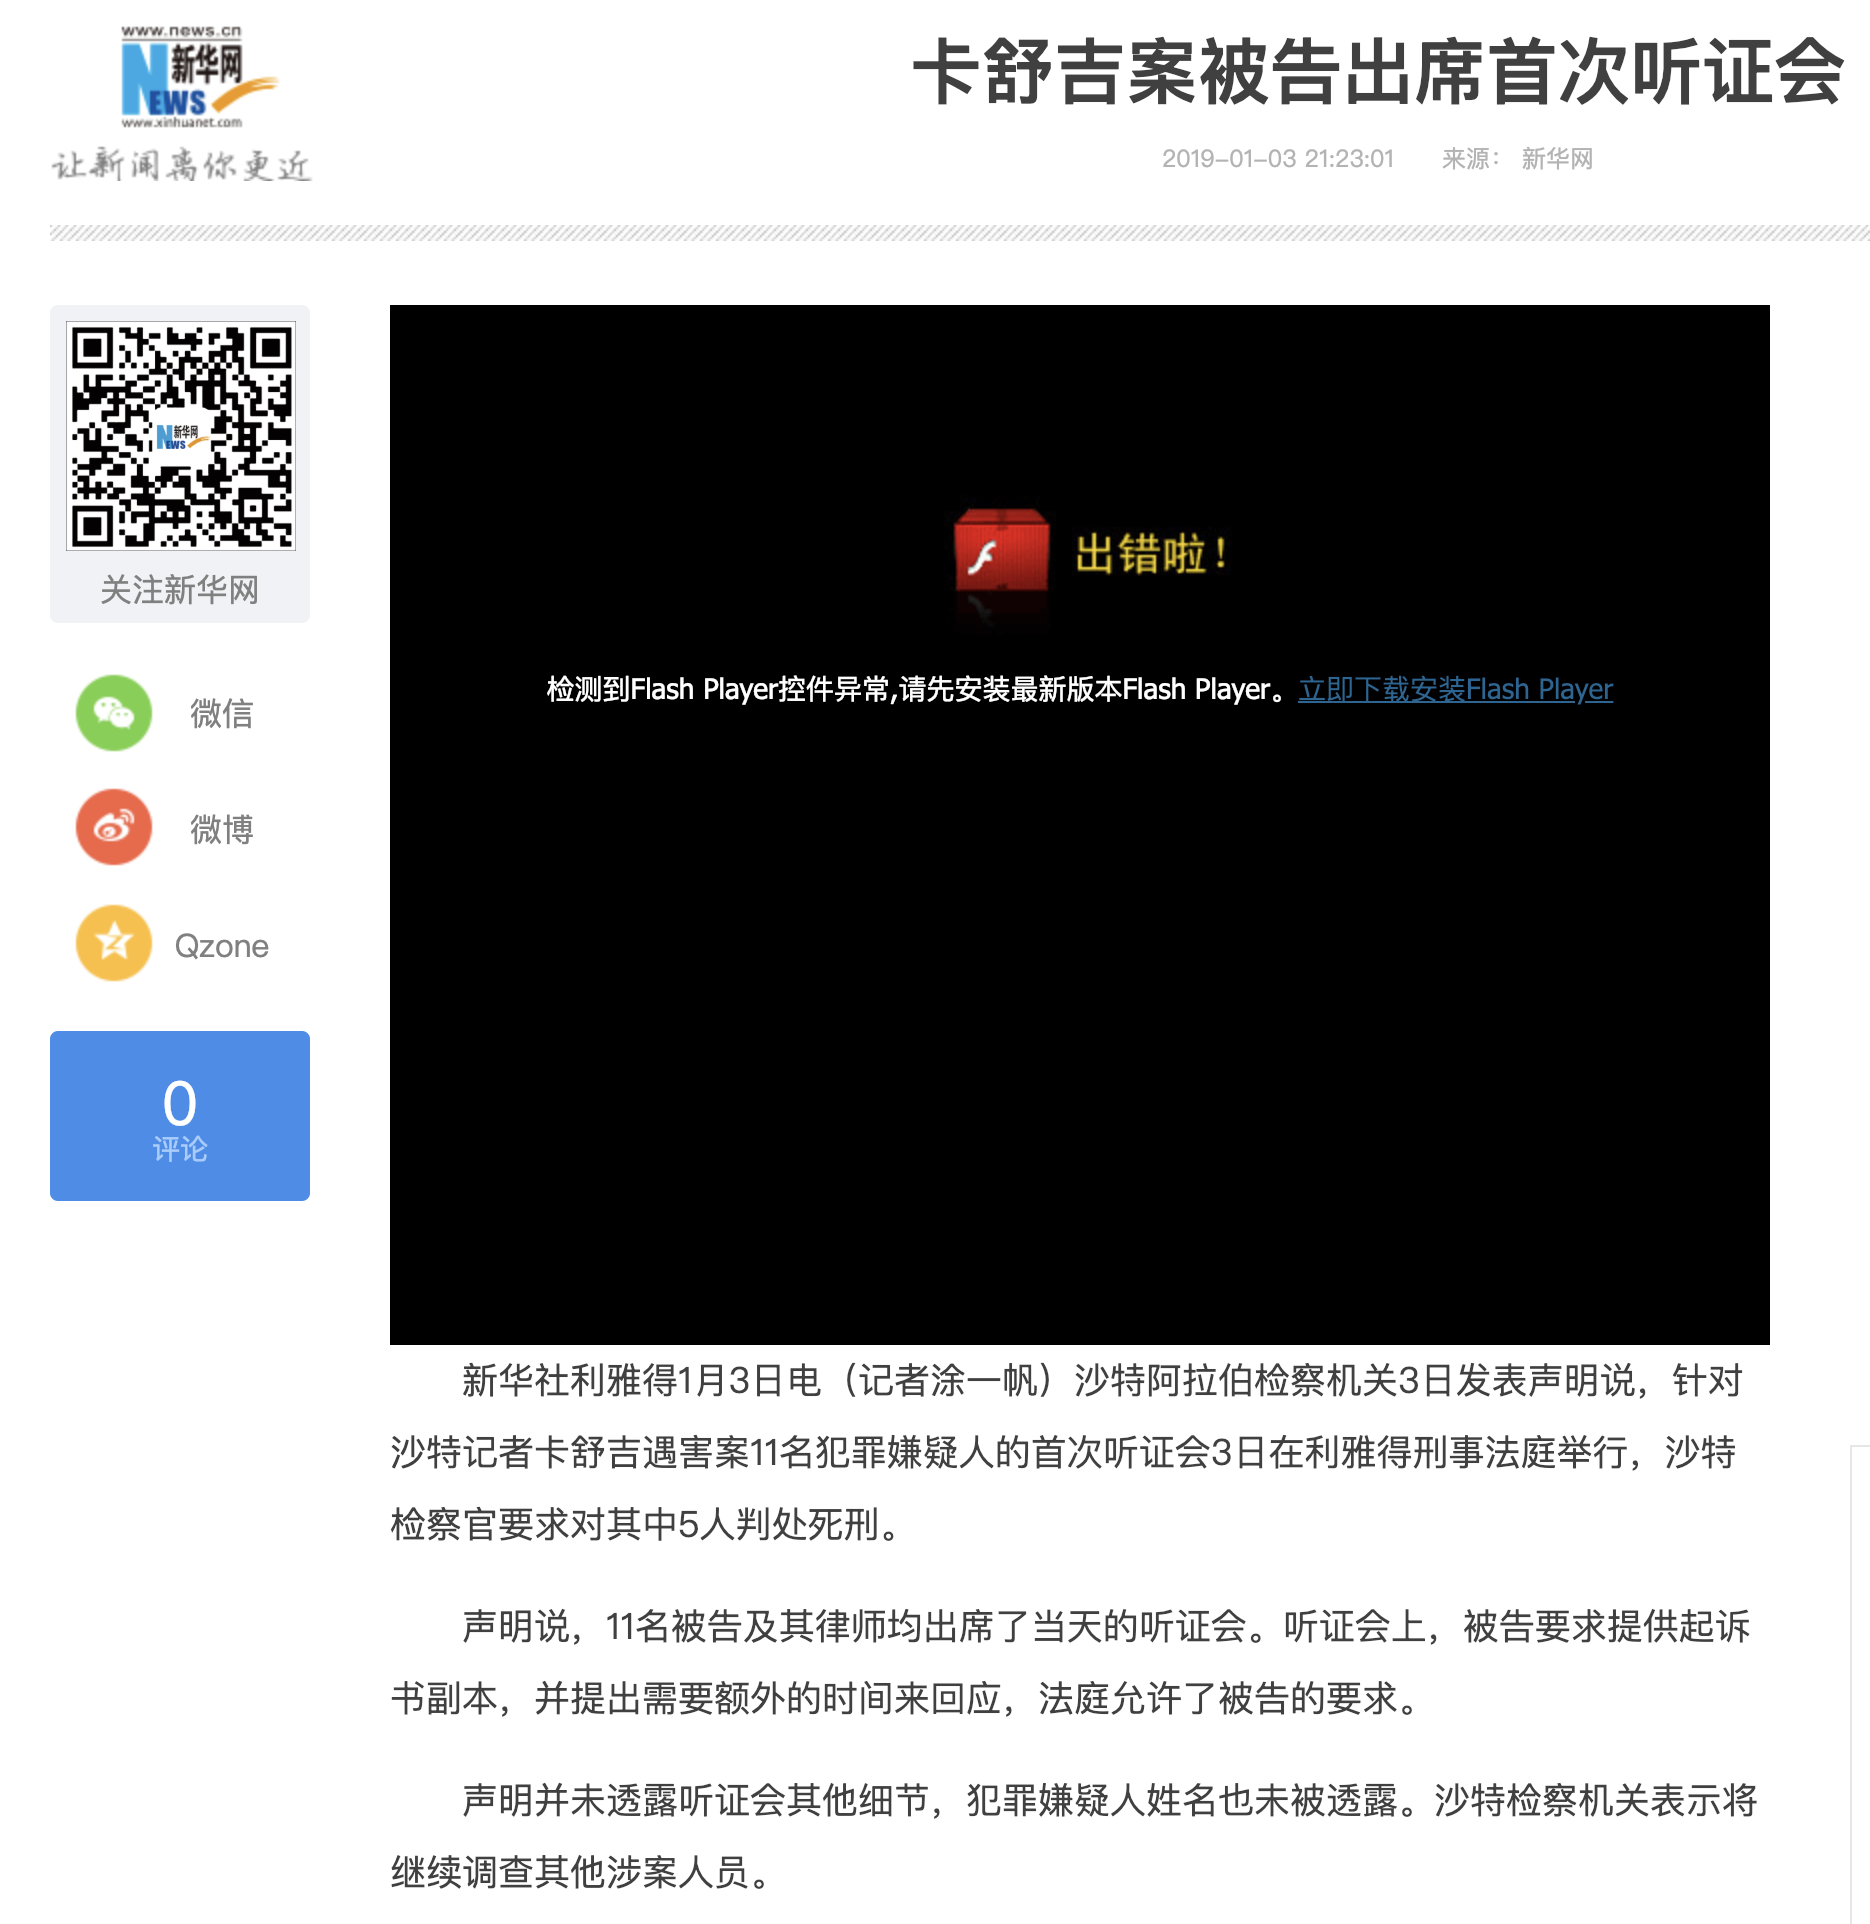 www.news.cn
新华网
NEWS
www.xinhuanet.com
让新闻离你更近
卡舒吉案被告出席首次听证会
2019-01-03 21:23:01 来源： 新华网
新华网
NEWS
关注新华网
微信
微博
Qzone
0
评论
出错啦！
检测到Flash Player控件异常,请先安装最新版本Flash Player。立即下载安装Flash Player
新华社利雅得1月3日电（记者涂一帆）沙特阿拉伯检察机关3日发表声明说，针对
沙特记者卡舒吉遇害案11名犯罪嫌疑人的首次听证会3日在利雅得刑事法庭举行，沙特
检察官要求对其中5人判处死刑。
声明说，11名被告及其律师均出席了当天的听证会。听证会上，被告要求提供起诉
书副本，并提出需要额外的时间来回应，法庭允许了被告的要求。
声明并未透露听证会其他细节，犯罪嫌疑人姓名也未被透露。沙特检察机关表示将
继续调查其他涉案人员。